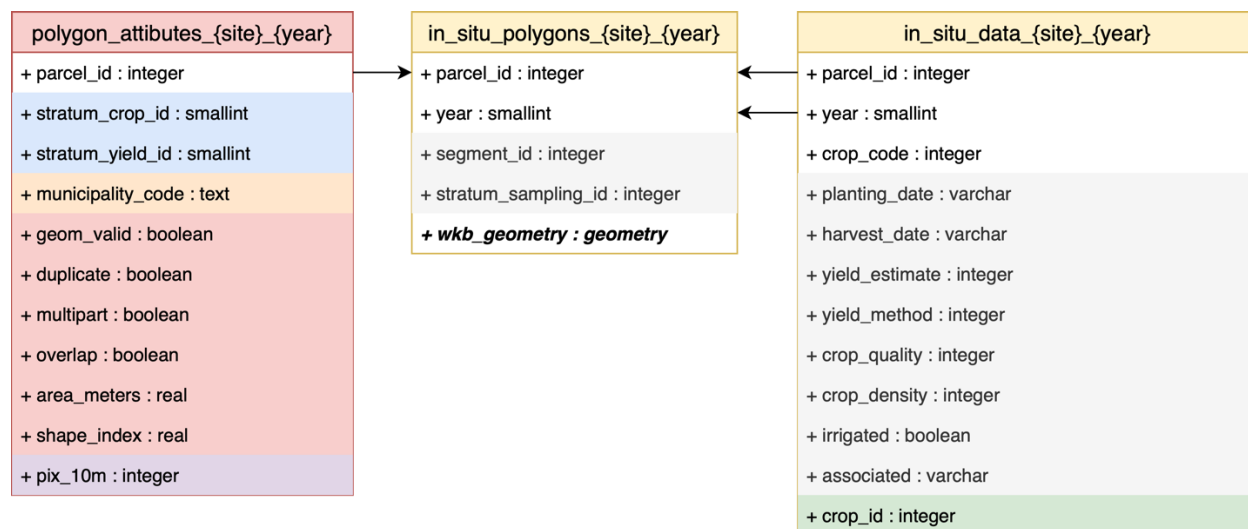 polygon_attibutes_{site}_{year}
+ parcel_id : integer
+ stratum_crop_id : smallint
+ stratum_yield_id : smallint
+ municipality_code : text
+ geom_valid : boolean
+ duplicate : boolean
+ multipart : boolean
+ overlap : boolean
+ area_meters : real
+ shape_index : real
+ pix_10m : integer
in_situ_polygons_{site}_{year}
+ parcel_id : integer
+ year : smallint
+ segment_id : integer
+ stratum_sampling_id : integer
+ wkb_geometry : geometry
in_situ_data_{site}_{year}
+ parcel_id : integer
+ year : smallint
+ crop_code : integer
+ planting_date : varchar
+ harvest_date : varchar
+ yield_estimate : integer
+ yield_method : integer
+ crop_quality : integer
+ crop_density : integer
+ irrigated : boolean
+ associated : varchar
+ crop_id : integer